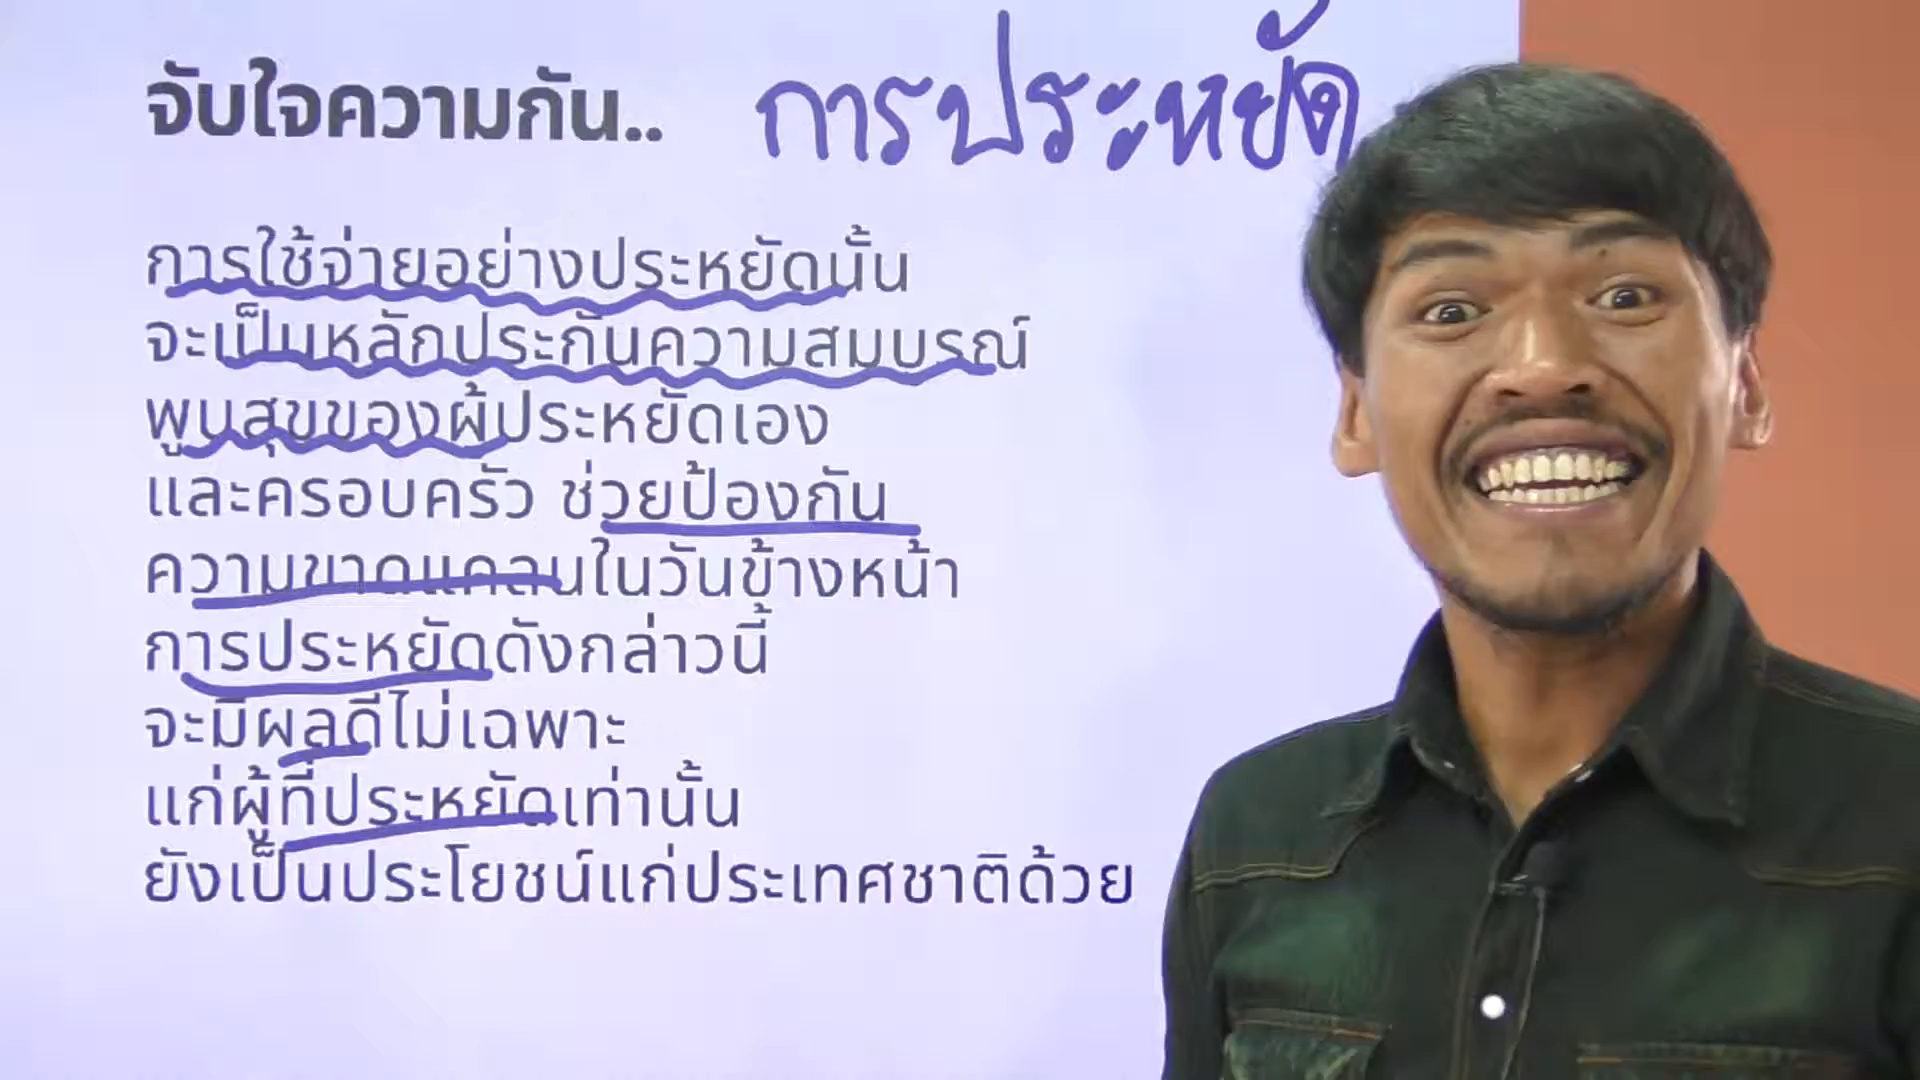 จับใจความกัน.. การประหยัด
การใช้จ่ายอย่างประหยัดนั้น
จะเป็นหลักประกันความสมบูรณ์
พูนสุขของผู้ประหยัดเอง
และครอบครัว ช่วยป้องกัน
ความขาดแคลนในวันข้างหน้า
การประหยัดดังกล่าวนี้
จะมีผลดีไม่เฉพาะ
แก่ผู้ที่ประหยัดเท่านั้น
ยังเป็นประโยชน์แก่ประเทศชาติด้วย